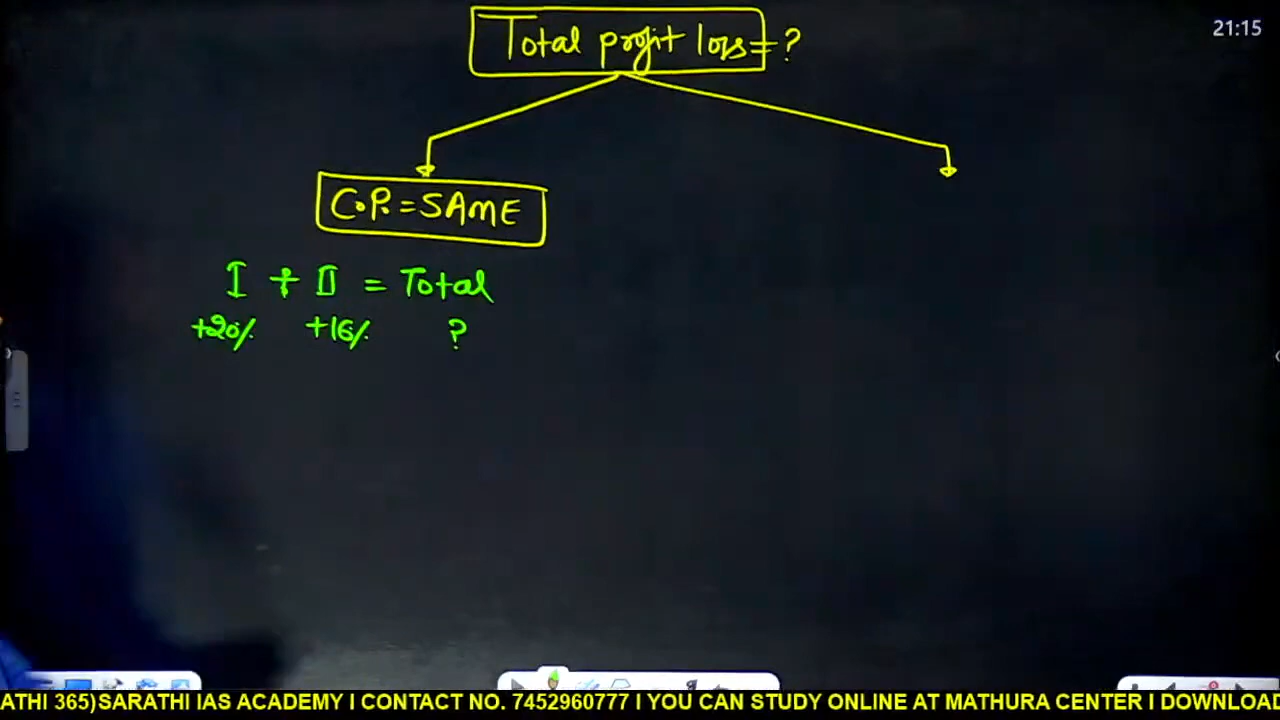 21:15
Total profit loss = ?
C.P. = SAME
I + II = Total
+20% +16% ?
ATHI 365)SARATHI IAS ACADEMY I CONTACT NO. 7452960777 I YOU CAN STUDY ONLINE AT MATHURA CENTER I DOWNLOAD